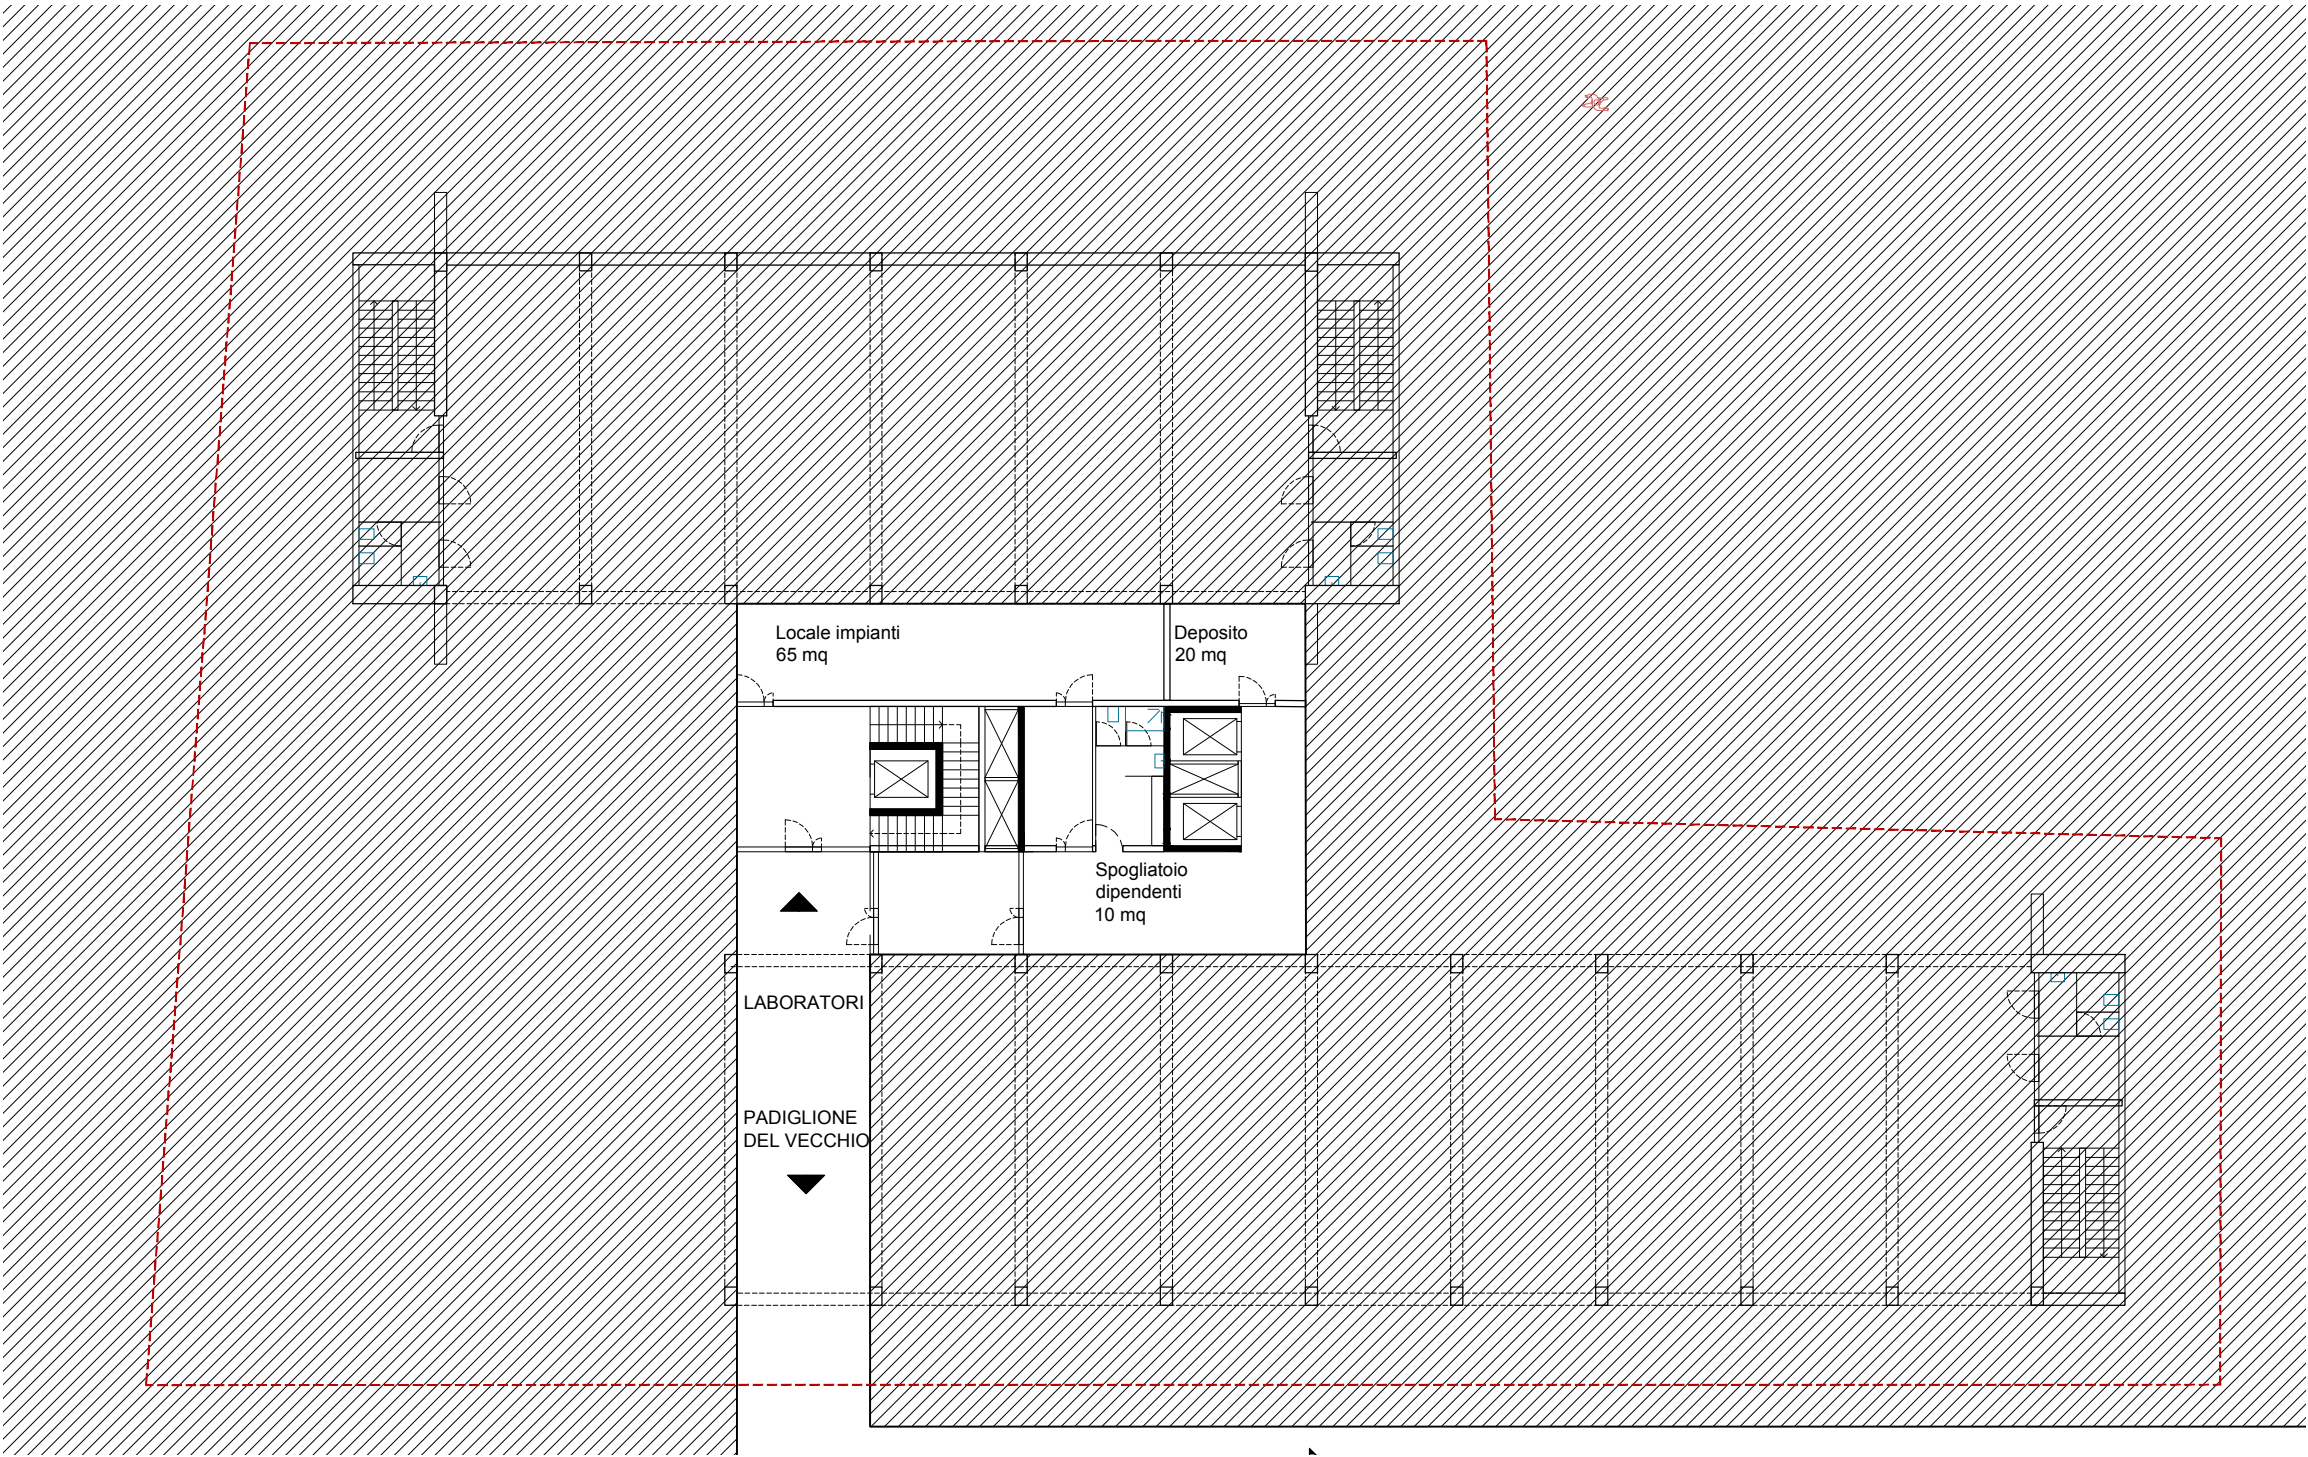 Locale impianti
65 mq
Deposito
20 mq
Spogliatoio
dipendenti
10 mq
LABORATORI
PADIGLIONE
DEL VECCHIO